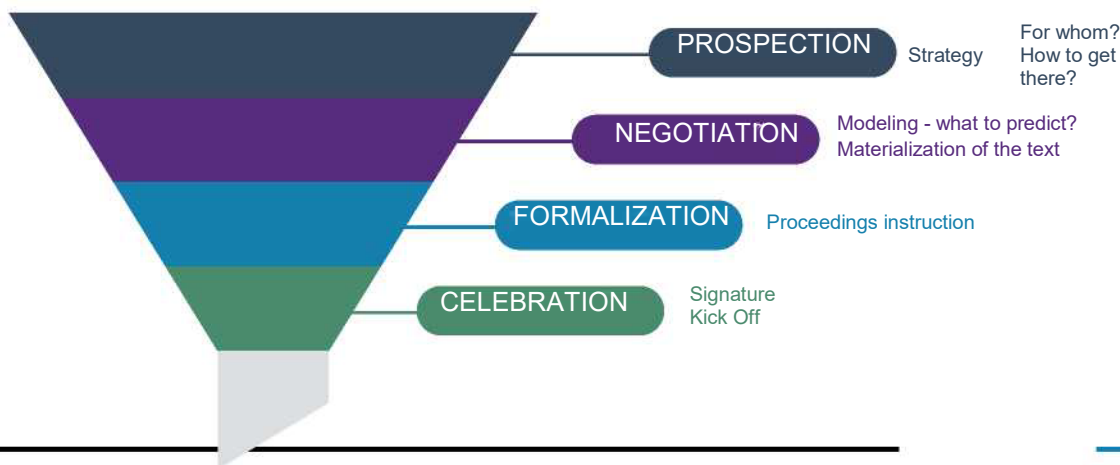 PROSPECTION
Strategy
For whom?
How to get
there?
NEGOTIATION
Modeling - what to predict?
Materialization of the text
FORMALIZATION
Proceedings instruction
CELEBRATION
Signature
Kick Off